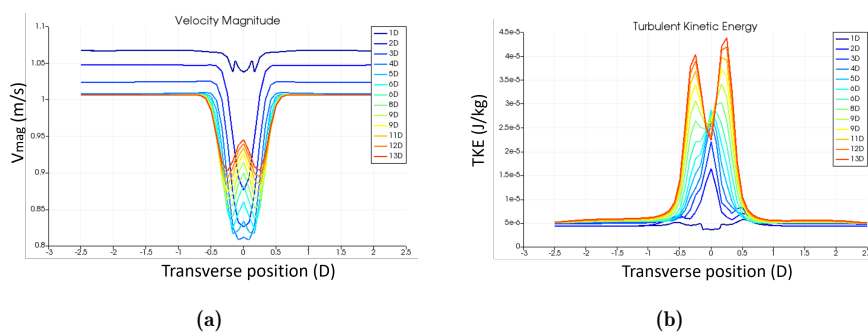 Velocity Magnitude
Vmag (m/s)
1.1
1.05
1
0.95
0.9
0.85
0.8
-3 -2.5 -2 -1.5 -1 -0.5 0 0.5 1 1.5 2 2.5
Transverse position (D)
1D
2D
3D
4D
5D
6D
6D
8D
9D
9D
11D
12D
13D
(a)
Turbulent Kinetic Energy
TKE (J/kg)
4.5e-5
4e-5
3.5e-5
3e-5
2.5e-5
2e-5
1.5e-5
1e-5
5e-6
0
-3 -2.5 -2 -1.5 -1 -0.5 0 0.5 1 1.5 2 2.5
Transverse position (D)
1D
2D
3D
4D
5D
6D
8D
9D
9D
11D
12D
13D
(b)